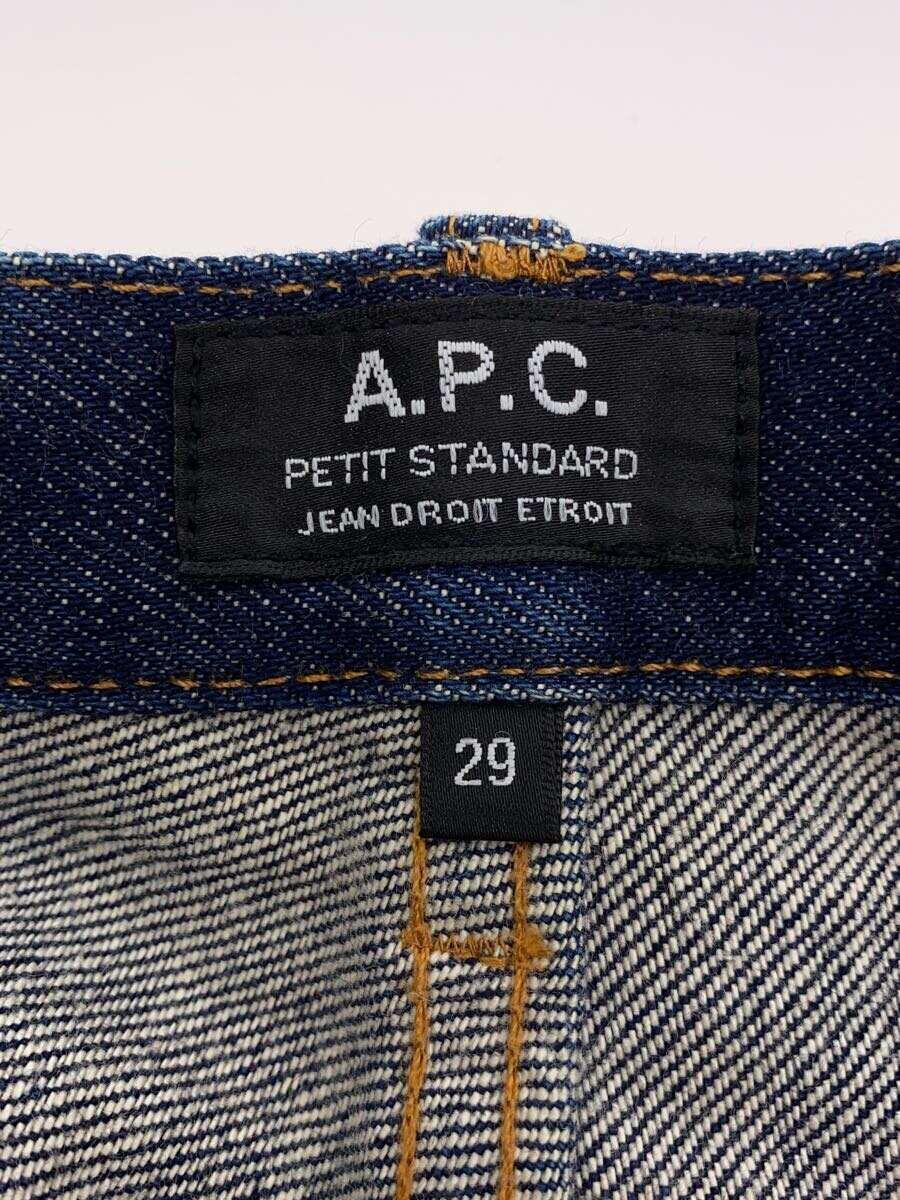 A.P.C.
PETIT STANDARD
JEAN DROIT ETROIT
29